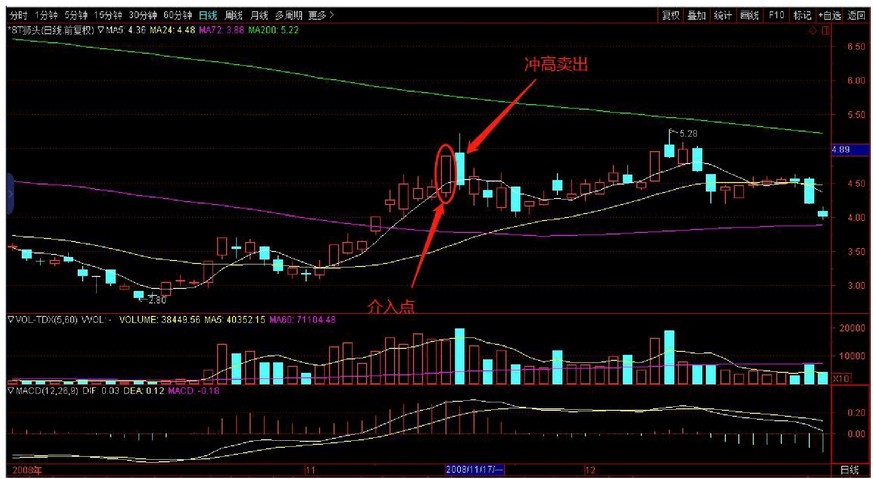 分时 1分钟 5分钟 15分钟 30分钟 60分钟 日线 周线 月线 多周期 更多> 复权 叠加 统计 画线 F10 标记 +自选 返回
*ST狮头(日线 前复权) ▽MA5: 4.36 MA24: 4.48 MA72: 3.88 MA200: 5.22
6.50
冲高卖出
6.00
5.50
5.28
4.89
4.50
4.00
3.50
2.80
3.00
介入点
▽VOL-TDX(5,60) VVOL: - VOLUME: 38449.56 MA5: 40352.15 MA60: 71104.48
20000
10000
X10
▽MACD(12,26,9) DIF: 0.03 DEA: 0.12 MACD: -0.18
0.20
0.00
2008年 11 2008/11/17/一 12 日线